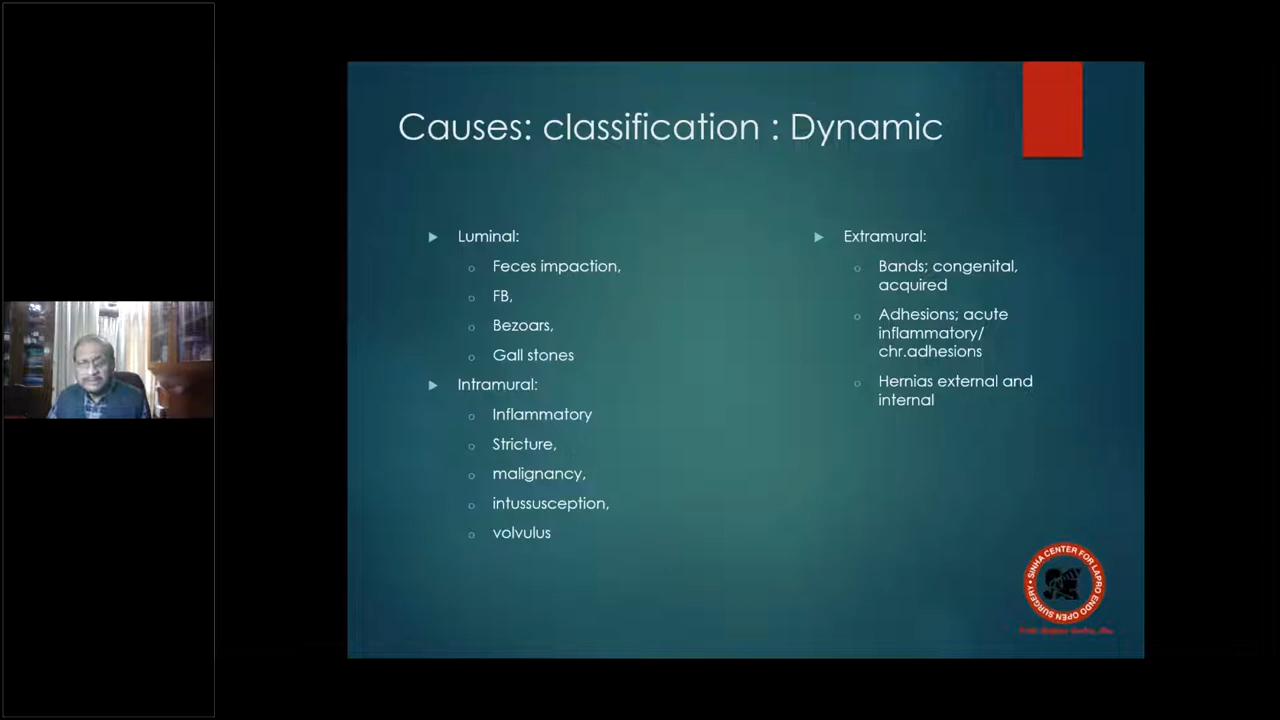 Causes: classification : Dynamic
Luminal:
Feces impaction,
FB,
Bezoars,
Gall stones
Intramural:
Inflammatory
Stricture,
malignancy,
intussusception,
volvulus
Extramural:
Bands; congenital,
acquired
Adhesions; acute
inflammatory/
chr.adhesions
Hernias external and
internal
SINHA CENTER FOR LAPRO ENDO OPEN SURGERY